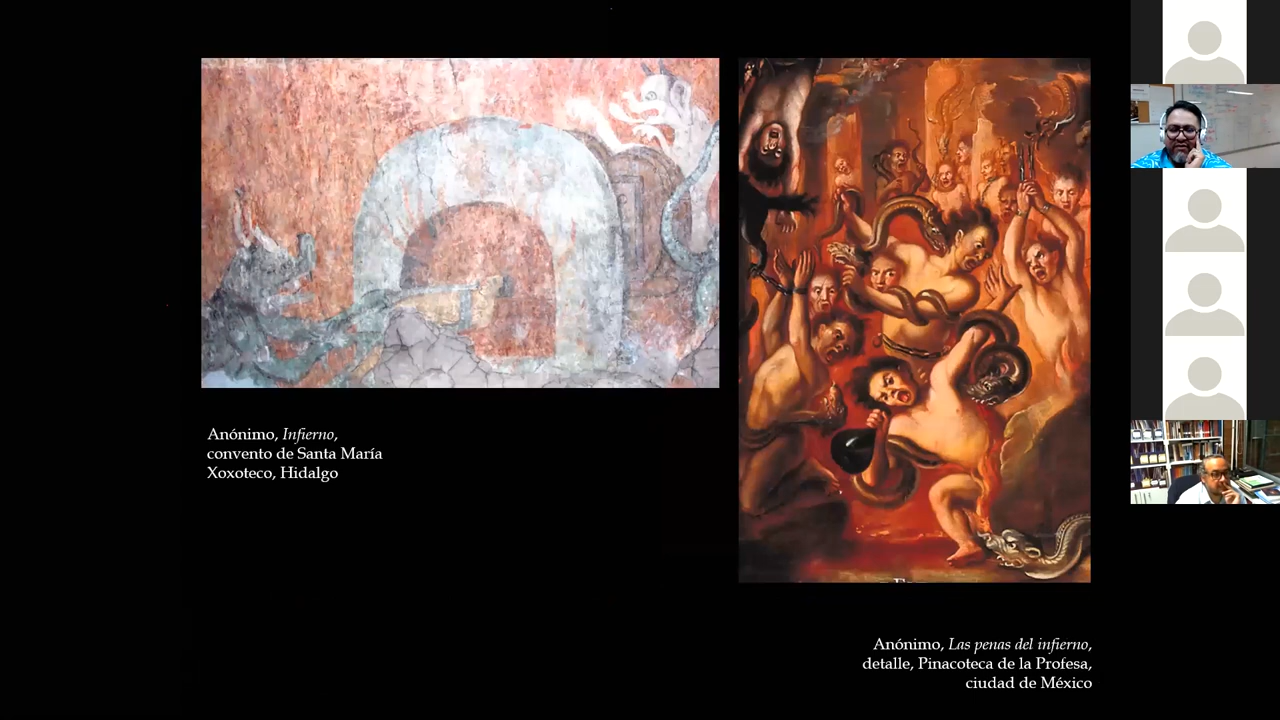 Anónimo, Infierno,
convento de Santa María
Xoxoteco, Hidalgo
Anónimo, Las penas del infierno,
detalle, Pinacoteca de la Profesa,
ciudad de México